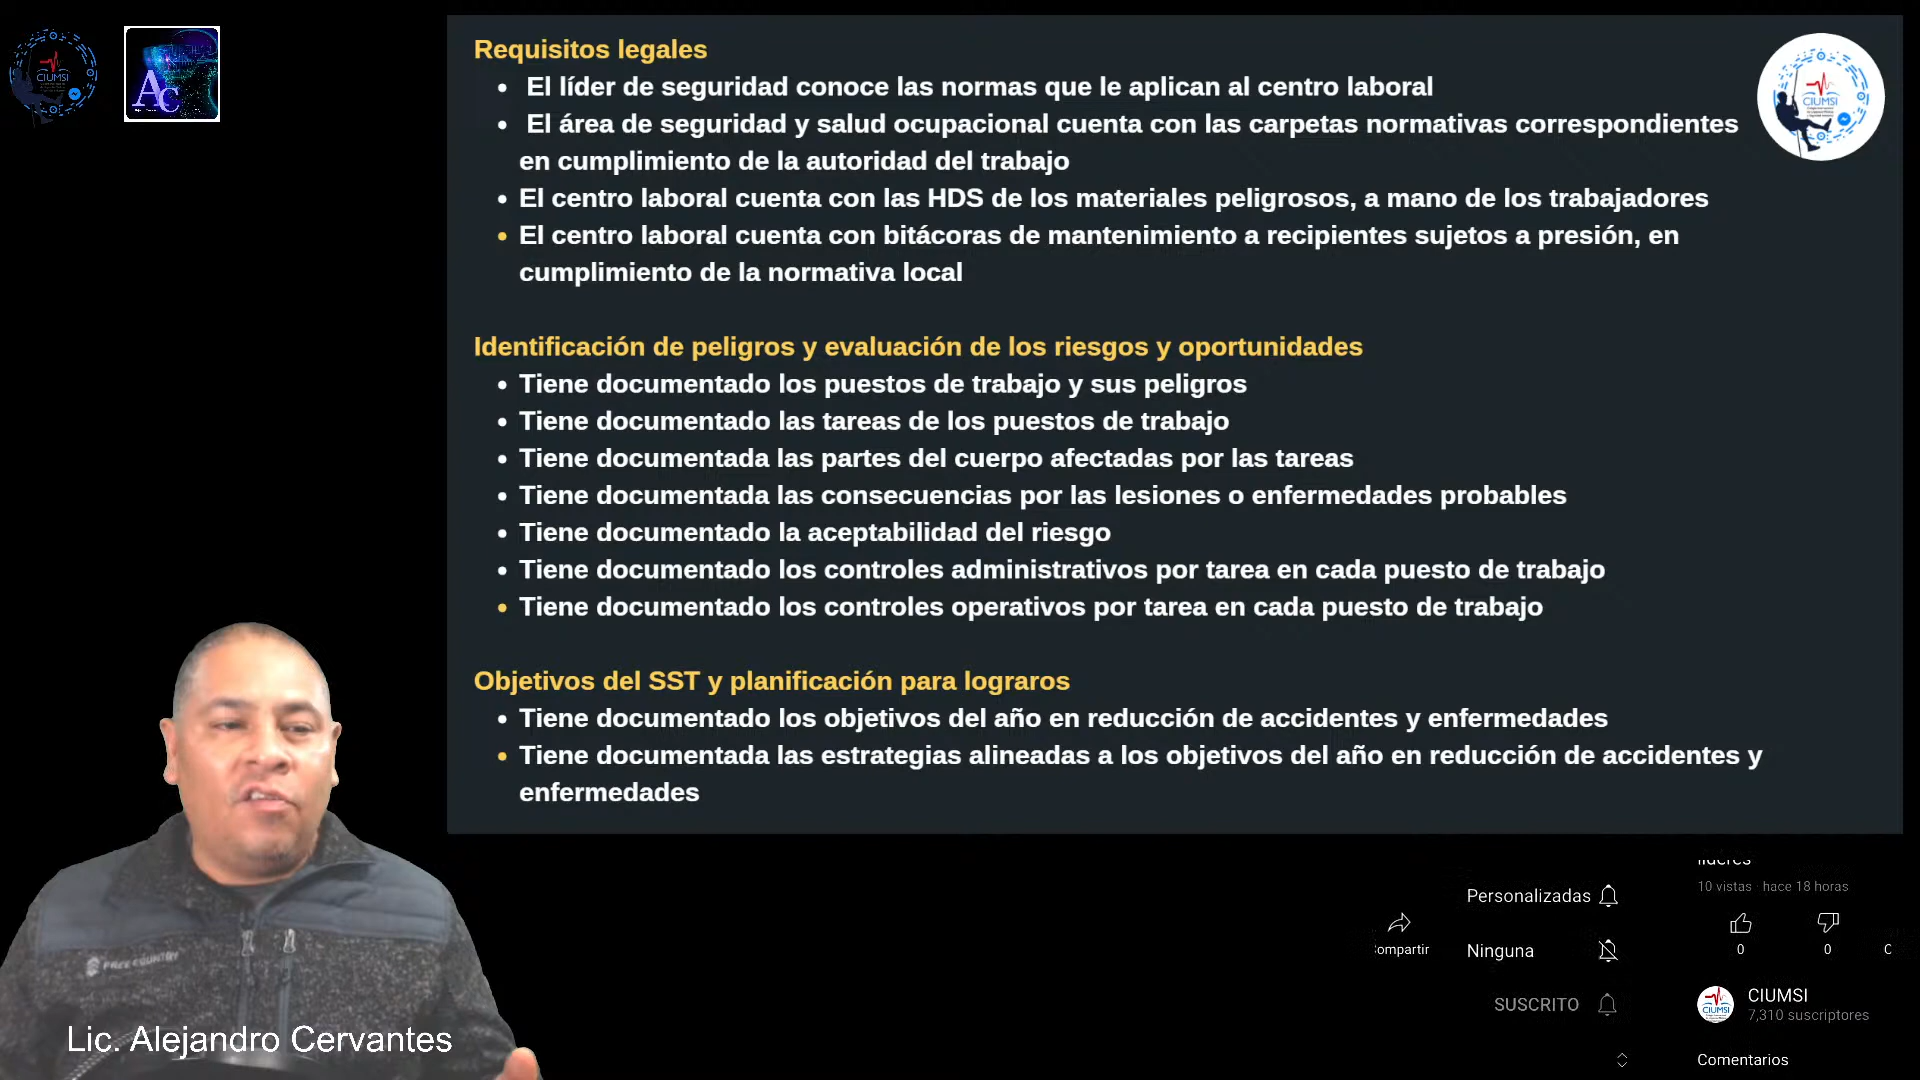 Requisitos legales
El líder de seguridad conoce las normas que le aplican al centro laboral
El área de seguridad y salud ocupacional cuenta con las carpetas normativas correspondientes
en cumplimiento de la autoridad del trabajo
El centro laboral cuenta con las HDS de los materiales peligrosos, a mano de los trabajadores
El centro laboral cuenta con bitácoras de mantenimiento a recipientes sujetos a presión, en
cumplimiento de la normativa local
Identificación de peligros y evaluación de los riesgos y oportunidades
Tiene documentado los puestos de trabajo y sus peligros
Tiene documentado las tareas de los puestos de trabajo
Tiene documentada las partes del cuerpo afectadas por las tareas
Tiene documentada las consecuencias por las lesiones o enfermedades probables
Tiene documentado la aceptabilidad del riesgo
Tiene documentado los controles administrativos por tarea en cada puesto de trabajo
Tiene documentado los controles operativos por tarea en cada puesto de trabajo
Objetivos del SST y planificación para lograros
Tiene documentado los objetivos del año en reducción de accidentes y enfermedades
Tiene documentada las estrategias alineadas a los objetivos del año en reducción de accidentes y
enfermedades
CIUMSI
AC
CIUMSI
FREE COUNTRY
Lic. Alejandro Cervantes
Personalizadas
ompartir
Ninguna
SUSCRITO
10 vistas · hace 18 horas
0
0
C
CIUMSI
7,310 suscriptores
Comentarios